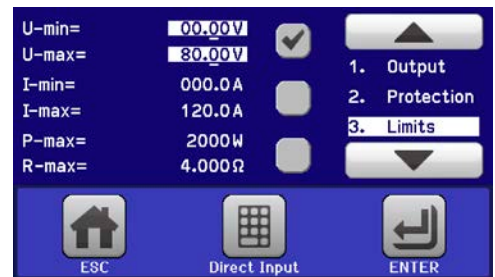 U-min= 00.00V
U-max= 80.00V
I-min= 000.0A
I-max= 120.0A
P-max= 2000W
R-max= 4.000Ω
1. Output
2. Protection
3. Limits
ESC
Direct Input
ENTER